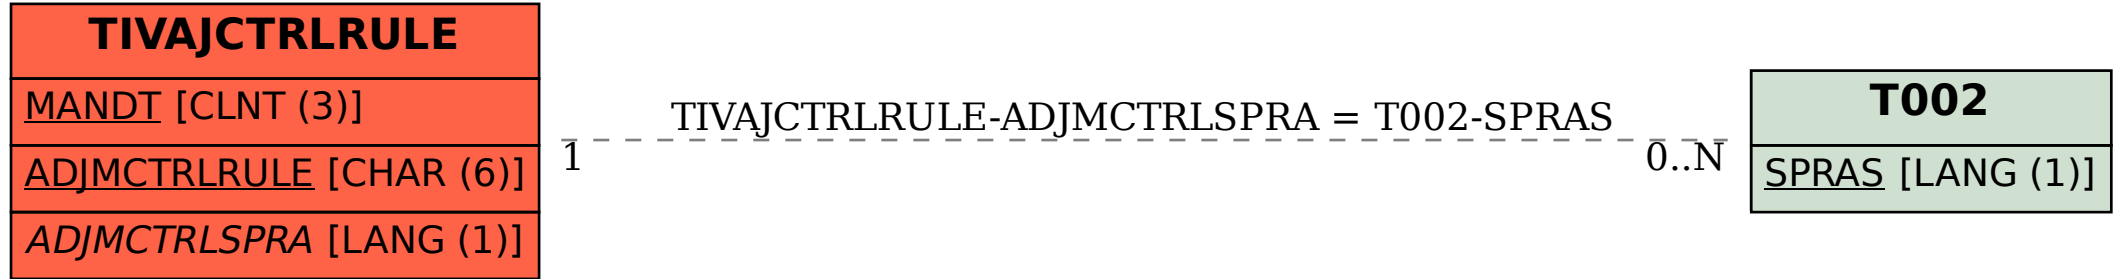 TIVAJCTRLRULE
MANDT [CLNT (3)]
ADJMCTRLRULE [CHAR (6)]
ADJMCTRLSPRA [LANG (1)]
TIVAJCTRLRULE-ADJMCTRLSPRA = T002-SPRAS
1
0..N
T002
SPRAS [LANG (1)]